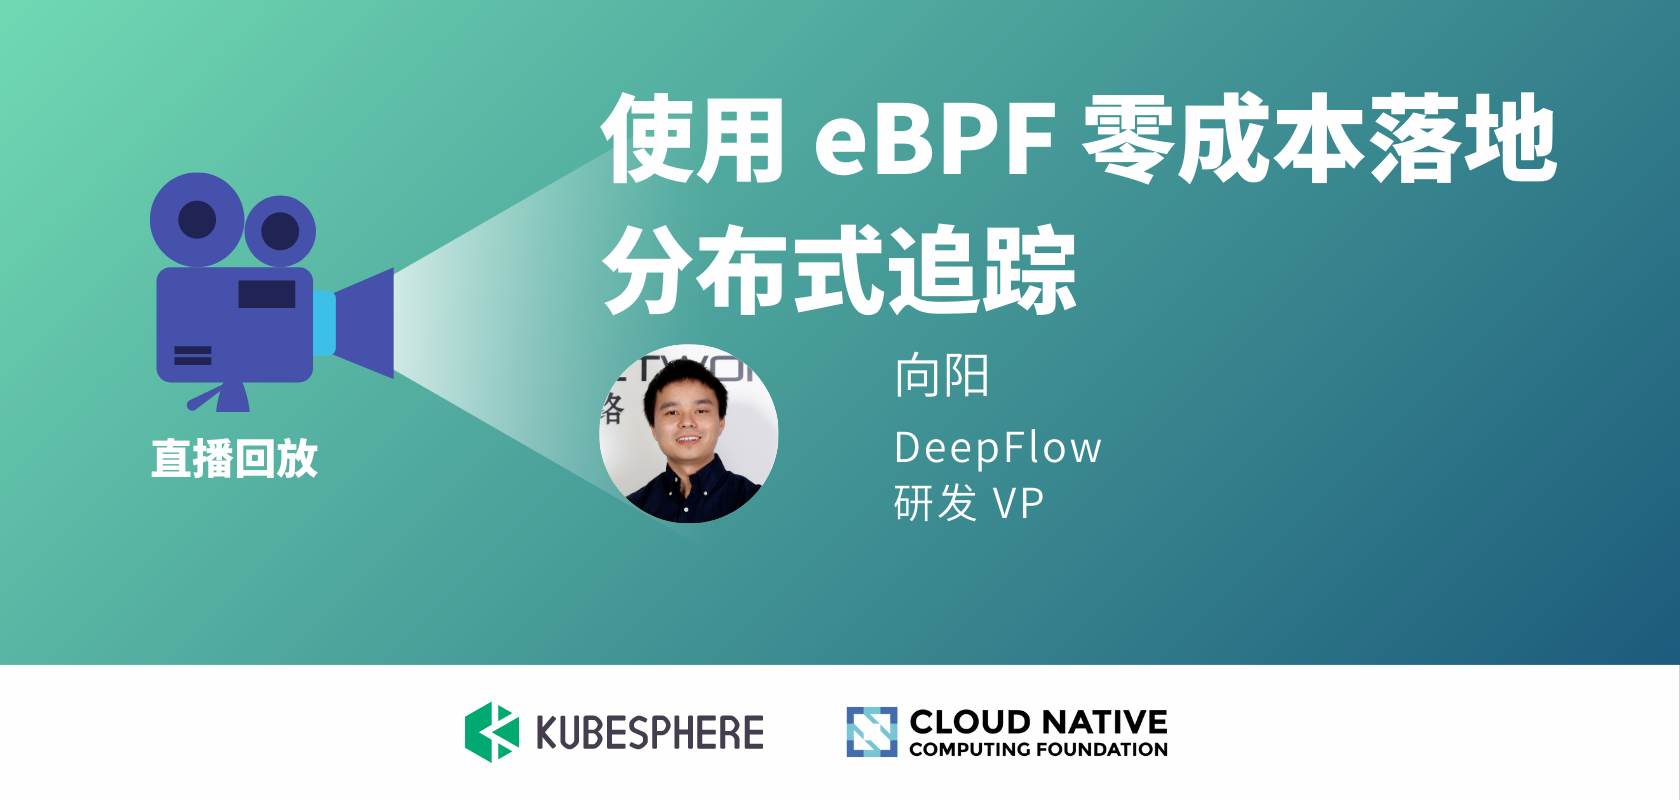 使用 eBPF 零成本落地
分布式追踪
直播回放
向阳
DeepFlow
研发 VP
KUBESPHERE
CLOUD NATIVE
COMPUTING FOUNDATION